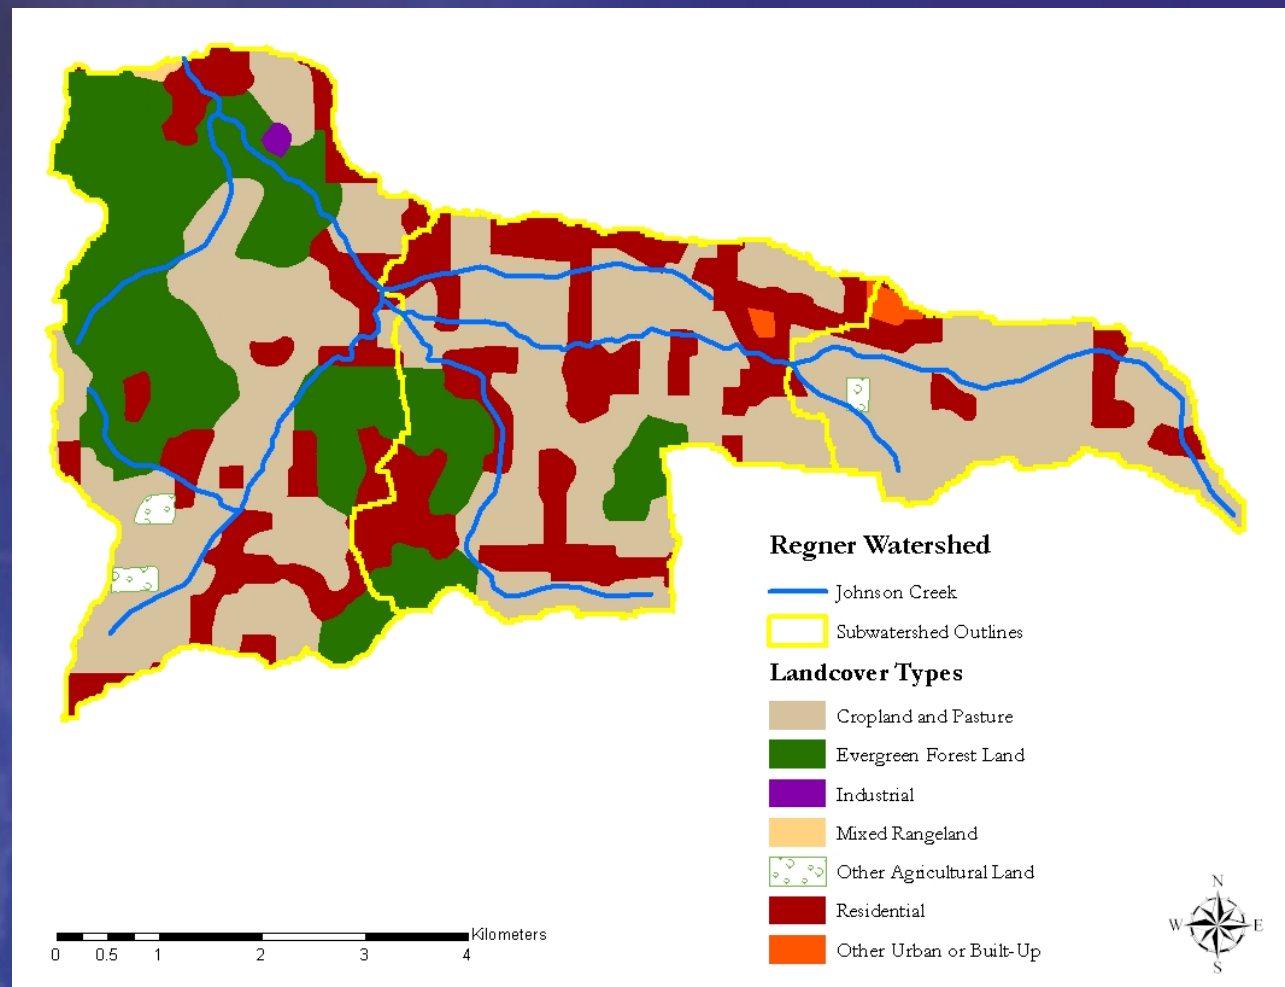 Regner Watershed
Johnson Creek
Subwatershed Outlines
Landcover Types
Cropland and Pasture
Evergreen Forest Land
Industrial
Mixed Rangeland
Other Agricultural Land
Residential
Other Urban or Built-Up
Kilometers
0 0.5 1 2 3 4
N
W E
S